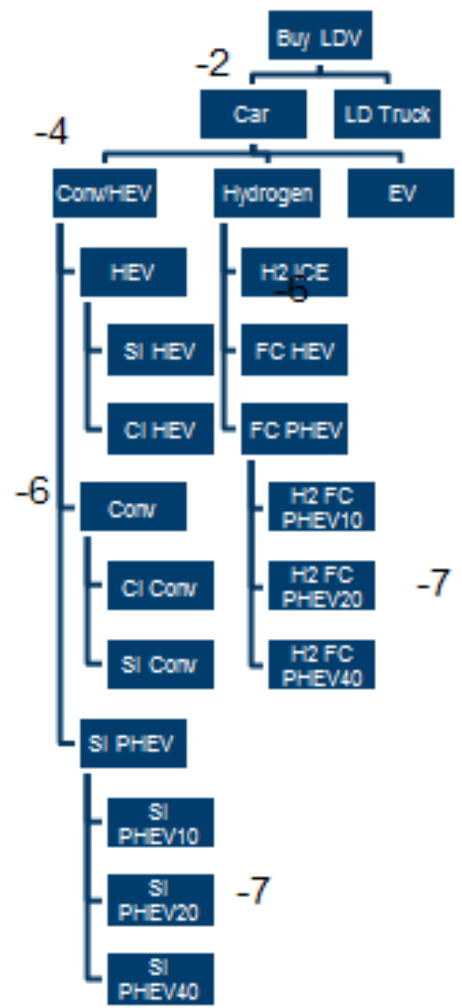 Buy LDV
-2
Car
LD Truck
-4
Conv/HEV
Hydrogen
EV
HEV
H2 ICE
-6
SI HEV
FC HEV
CI HEV
FC PHEV
-6
Conv
H2 FC
PHEV10
CI Conv
H2 FC
PHEV20
-7
SI Conv
H2 FC
PHEV40
SI PHEV
SI
PHEV10
SI
PHEV20
-7
SI
PHEV40